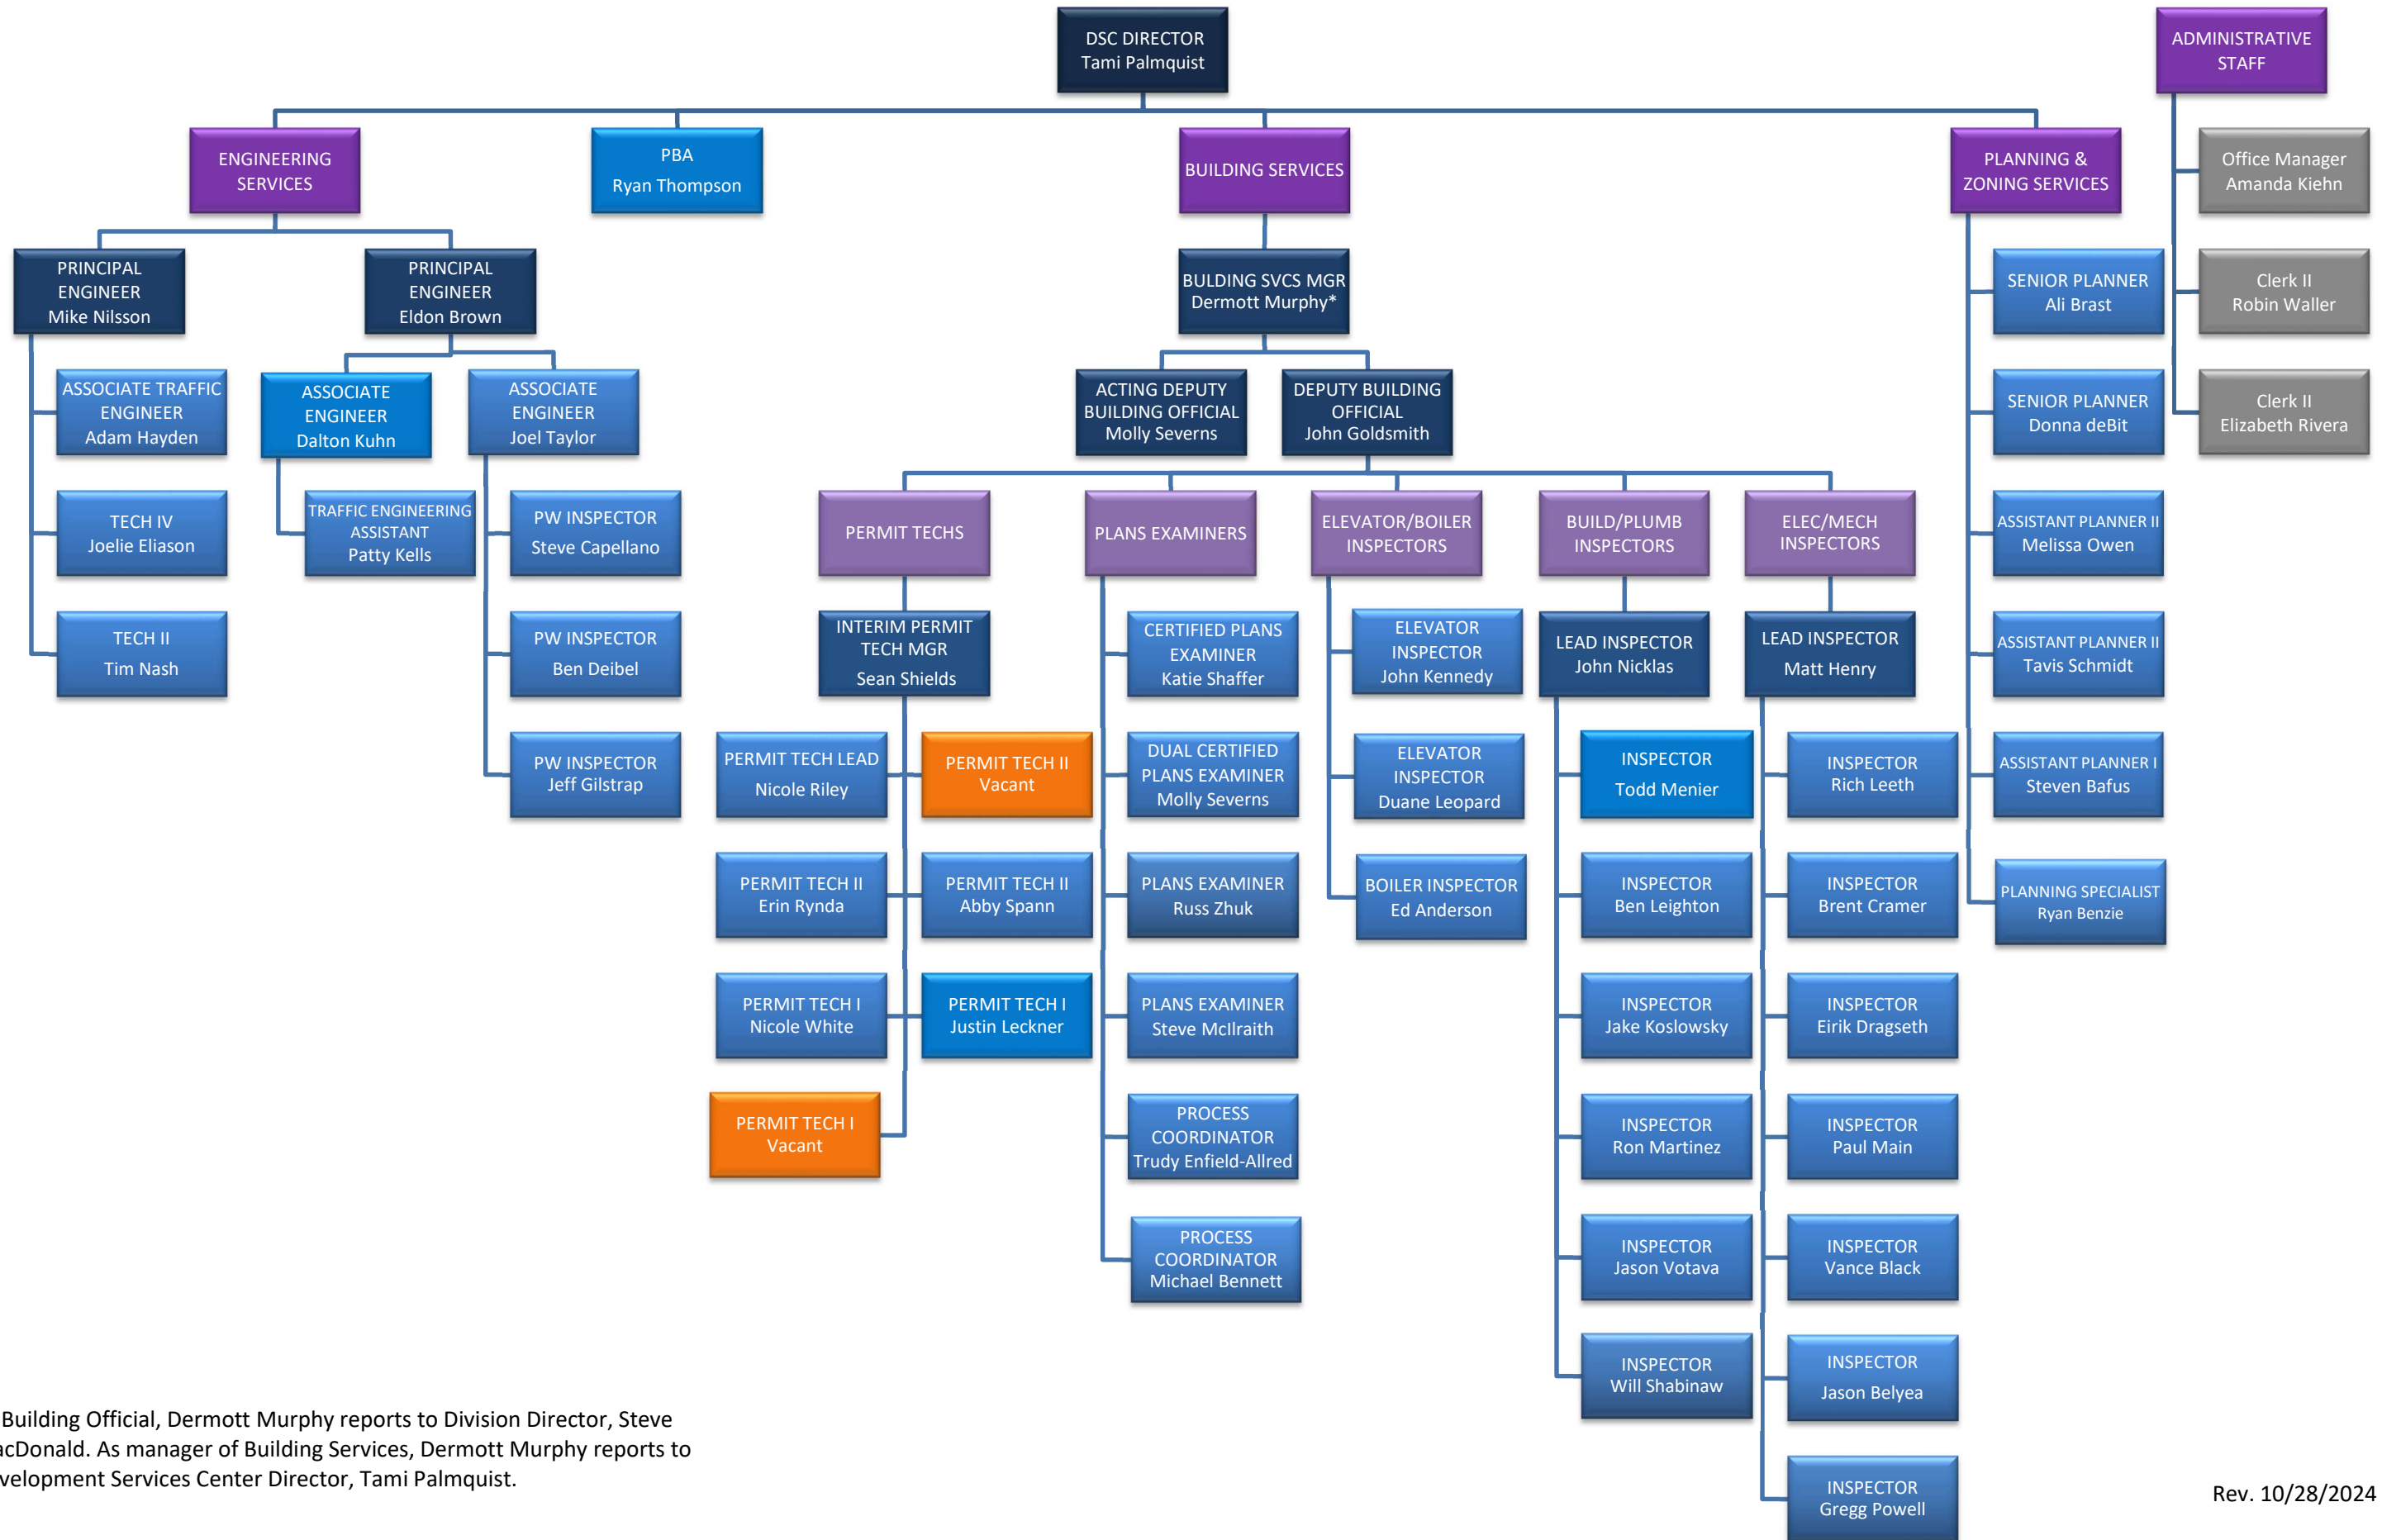 DSC DIRECTOR
Tami Palmquist
ADMINISTRATIVE
STAFF
ENGINEERING
SERVICES
PBA
Ryan Thompson
BUILDING SERVICES
PLANNING &
ZONING SERVICES
Office Manager
Amanda Kiehn
PRINCIPAL
ENGINEER
Mike Nilsson
PRINCIPAL
ENGINEER
Eldon Brown
BULDING SVCS MGR
Dermott Murphy*
SENIOR PLANNER
Ali Brast
Clerk II
Robin Waller
ASSOCIATE TRAFFIC
ENGINEER
Adam Hayden
ASSOCIATE
ENGINEER
Dalton Kuhn
ASSOCIATE
ENGINEER
Joel Taylor
ACTING DEPUTY
BUILDING OFFICIAL
Molly Severns
DEPUTY BUILDING
OFFICIAL
John Goldsmith
SENIOR PLANNER
Donna deBit
Clerk II
Elizabeth Rivera
TECH IV
Joelie Eliason
TRAFFIC ENGINEERING
ASSISTANT
Patty Kells
PW INSPECTOR
Steve Capellano
PERMIT TECHS
PLANS EXAMINERS
ELEVATOR/BOILER
INSPECTORS
BUILD/PLUMB
INSPECTORS
ELEC/MECH
INSPECTORS
ASSISTANT PLANNER II
Melissa Owen
TECH II
Tim Nash
PW INSPECTOR
Ben Deibel
INTERIM PERMIT
TECH MGR
Sean Shields
CERTIFIED PLANS
EXAMINER
Katie Shaffer
ELEVATOR
INSPECTOR
John Kennedy
LEAD INSPECTOR
John Nicklas
LEAD INSPECTOR
Matt Henry
ASSISTANT PLANNER II
Tavis Schmidt
PW INSPECTOR
Jeff Gilstrap
PERMIT TECH LEAD
Nicole Riley
PERMIT TECH II
Vacant
DUAL CERTIFIED
PLANS EXAMINER
Molly Severns
ELEVATOR
INSPECTOR
Duane Leopard
INSPECTOR
Todd Menier
INSPECTOR
Rich Leeth
ASSISTANT PLANNER I
Steven Bafus
PERMIT TECH II
Erin Rynda
PERMIT TECH II
Abby Spann
PLANS EXAMINER
Russ Zhuk
BOILER INSPECTOR
Ed Anderson
INSPECTOR
Ben Leighton
INSPECTOR
Brent Cramer
PLANNING SPECIALIST
Ryan Benzie
PERMIT TECH I
Nicole White
PERMIT TECH I
Justin Leckner
PLANS EXAMINER
Steve McIlraith
INSPECTOR
Jake Koslowsky
INSPECTOR
Eirik Dragseth
PERMIT TECH I
Vacant
PROCESS
COORDINATOR
Trudy Enfield-Allred
INSPECTOR
Ron Martinez
INSPECTOR
Paul Main
PROCESS
COORDINATOR
Michael Bennett
INSPECTOR
Jason Votava
INSPECTOR
Vance Black
INSPECTOR
Will Shabinaw
INSPECTOR
Jason Belyea
INSPECTOR
Gregg Powell
Building Official, Dermott Murphy reports to Division Director, Steve
acDonald. As manager of Building Services, Dermott Murphy reports to
velopment Services Center Director, Tami Palmquist.
Rev. 10/28/2024